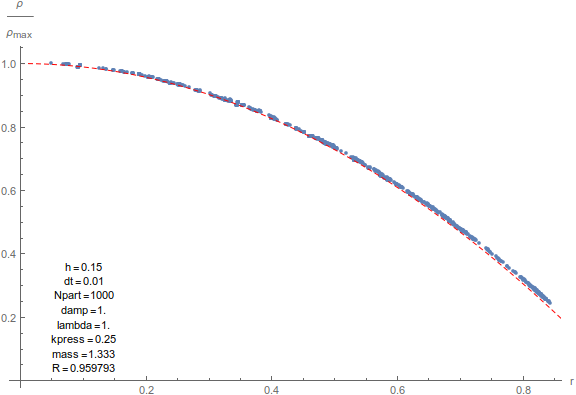 ρ
ρmax
1.0
0.8
0.6
0.4
0.2
h = 0.15
dt = 0.01
Npart = 1000
damp = 1.
lambda = 1.
kpress = 0.25
mass = 1.333
R = 0.959793
0.2 0.4 0.6 0.8 r